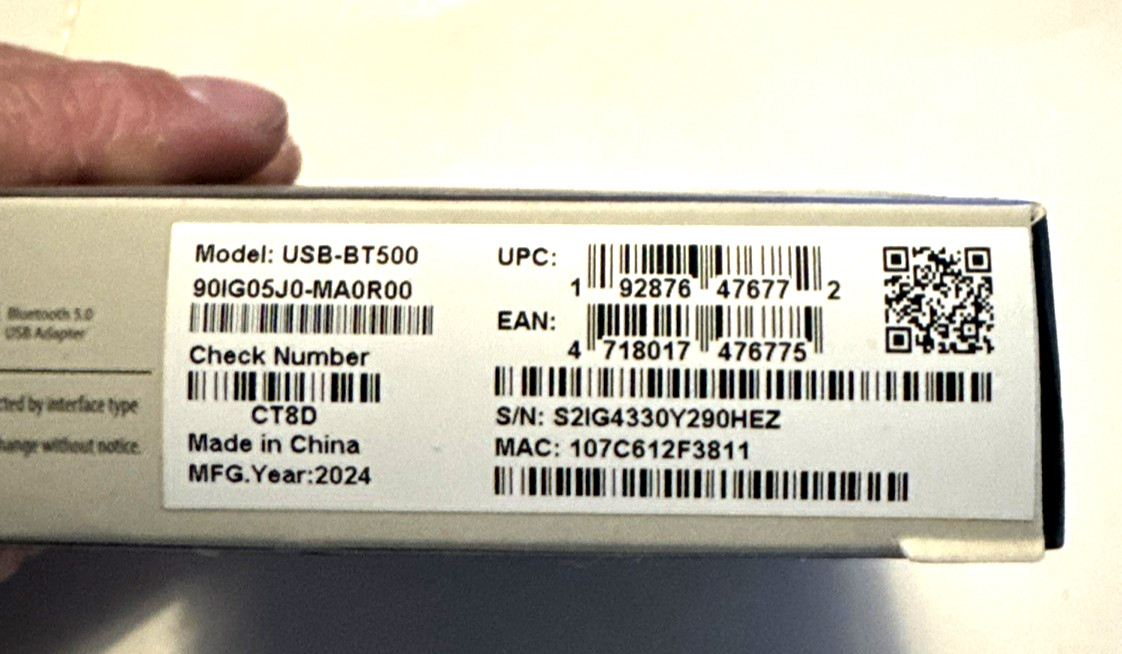 Bluetooth 5.0
USB Adapter
cted by interface type
hange without notice.
Model: USB-BT500
90IG05J0-MA0R00
Check Number
CT8D
Made in China
MFG.Year:2024
UPC:
1 92876 47677 2
EAN:
4 718017 476775
S/N: S2IG4330Y290HEZ
MAC: 107C612F3811